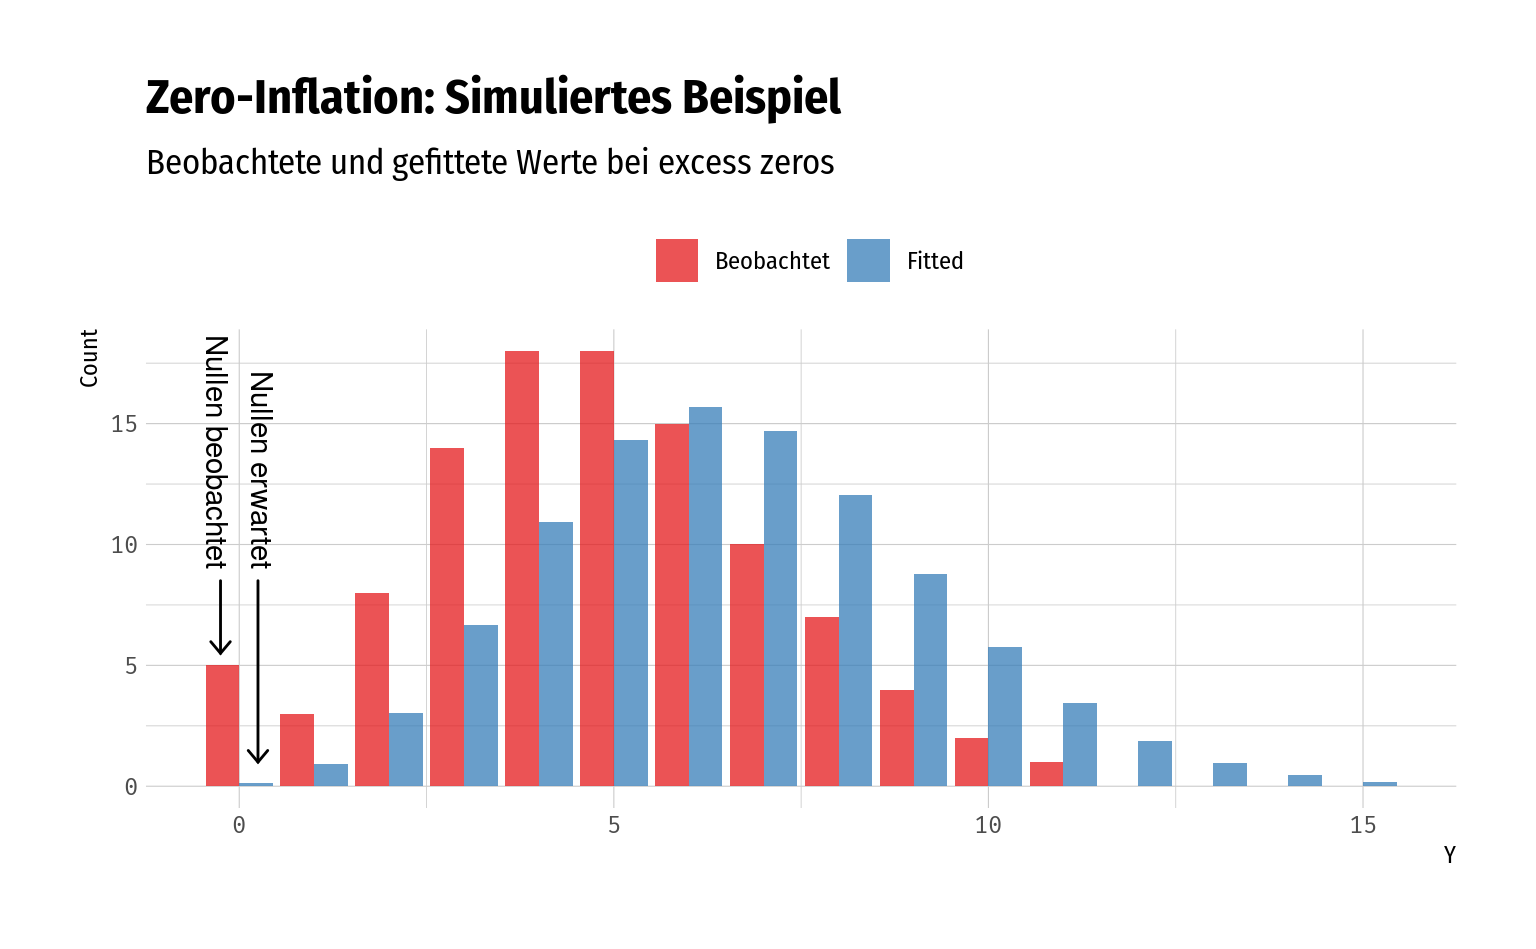 Zero-Inflation: Simuliertes Beispiel
Beobachtete und gefittete Werte bei excess zeros
Beobachtet
Fitted
Count
Nullen beobachtet
Nullen erwartet
15
10
5
0
0
5
10
15
Y